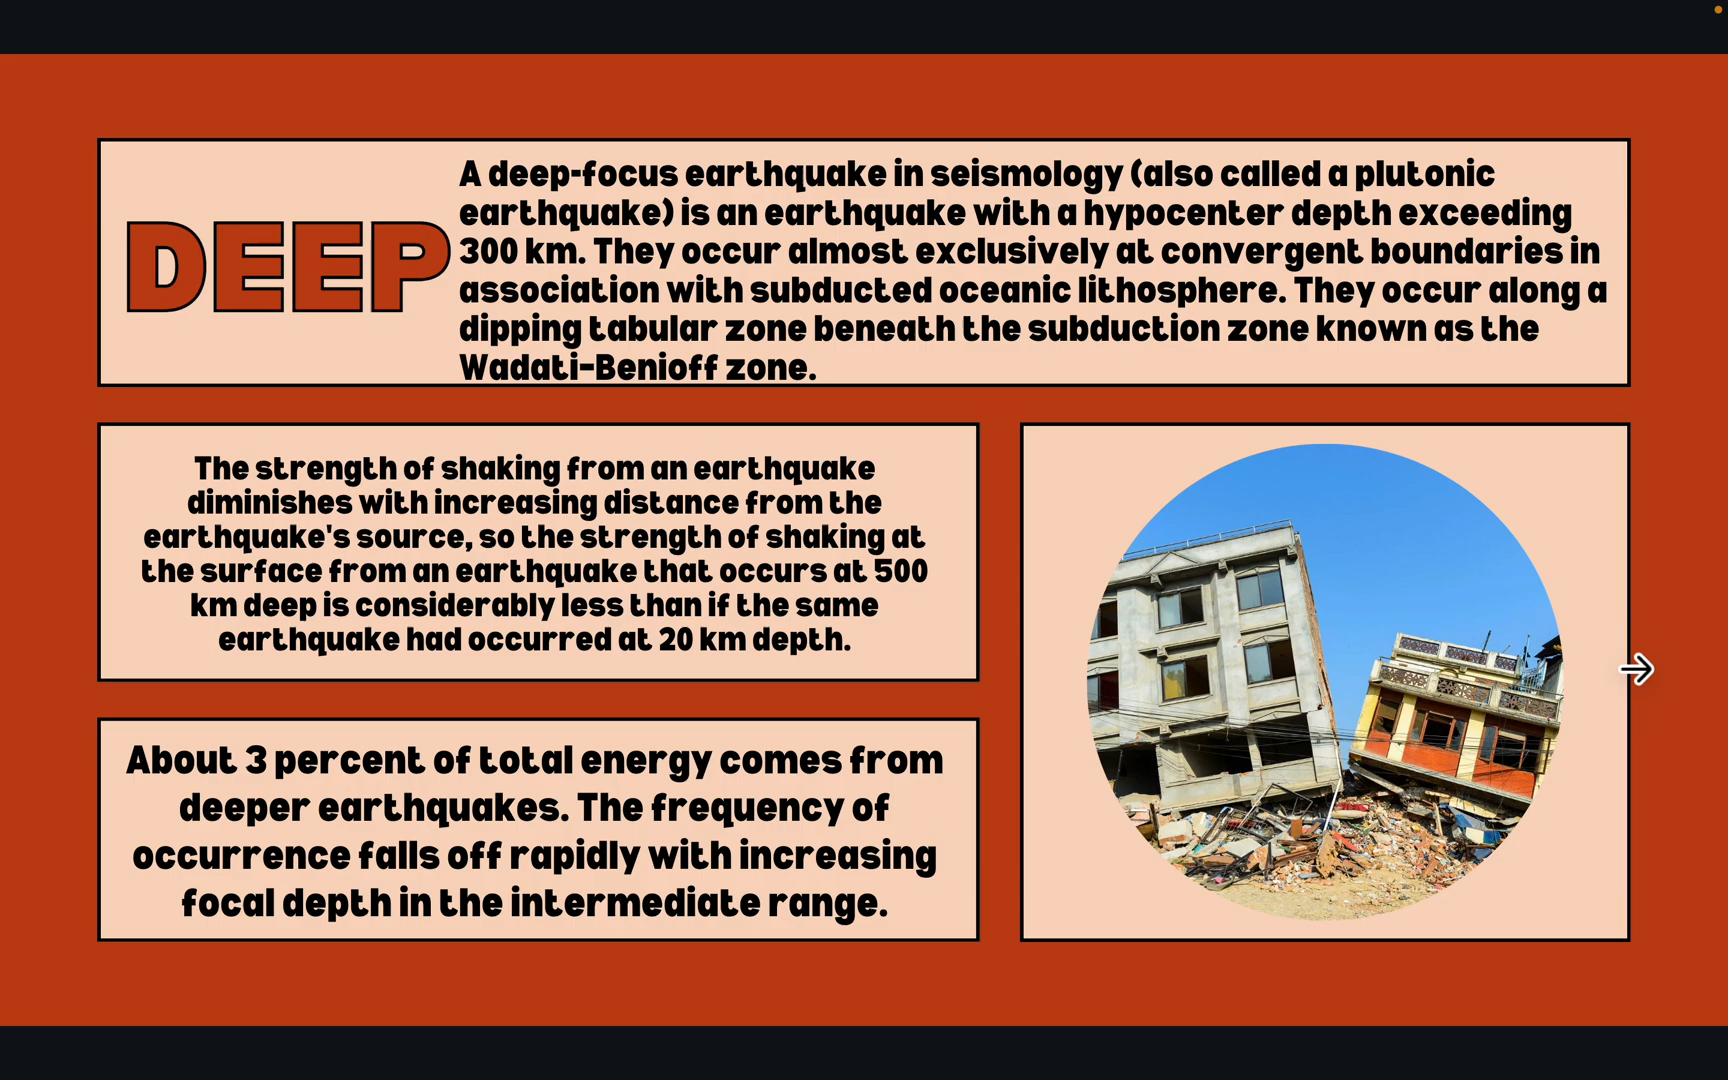 DEEP
A deep-focus earthquake in seismology (also called a plutonic
earthquake) is an earthquake with a hypocenter depth exceeding
300 km. They occur almost exclusively at convergent boundaries in
association with subducted oceanic lithosphere. They occur along a
dipping tabular zone beneath the subduction zone known as the
Wadati-Benioff zone.
The strength of shaking from an earthquake
diminishes with increasing distance from the
earthquake's source, so the strength of shaking at
the surface from an earthquake that occurs at 500
km deep is considerably less than if the same
earthquake had occurred at 20 km depth.
About 3 percent of total energy comes from
deeper earthquakes. The frequency of
occurrence falls off rapidly with increasing
focal depth in the intermediate range.